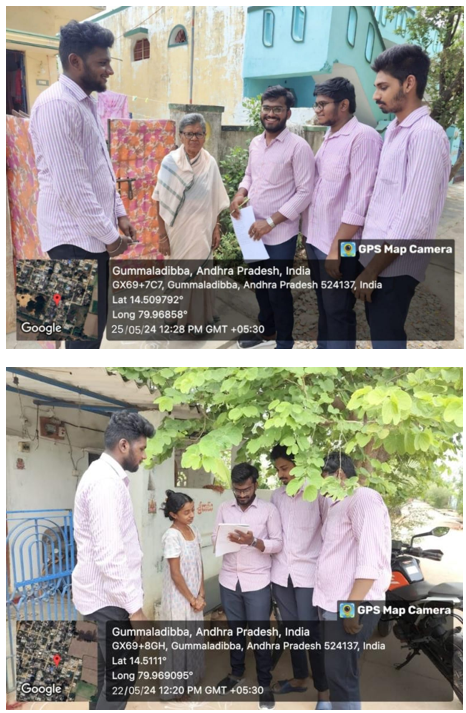 GPS Map Camera
Gummaladibba, Andhra Pradesh, India
GX69+7C7, Gummaladibba, Andhra Pradesh 524137, India
Lat 14.509792°
Long 79.96858°
25/05/24 12:28 PM GMT +05:30
Google
GPS Map Camera
Gummaladibba, Andhra Pradesh, India
GX69+8GH, Gummaladibba, Andhra Pradesh 524137, India
Lat 14.5111°
Long 79.969095°
22/05/24 12:20 PM GMT +05:30
Google